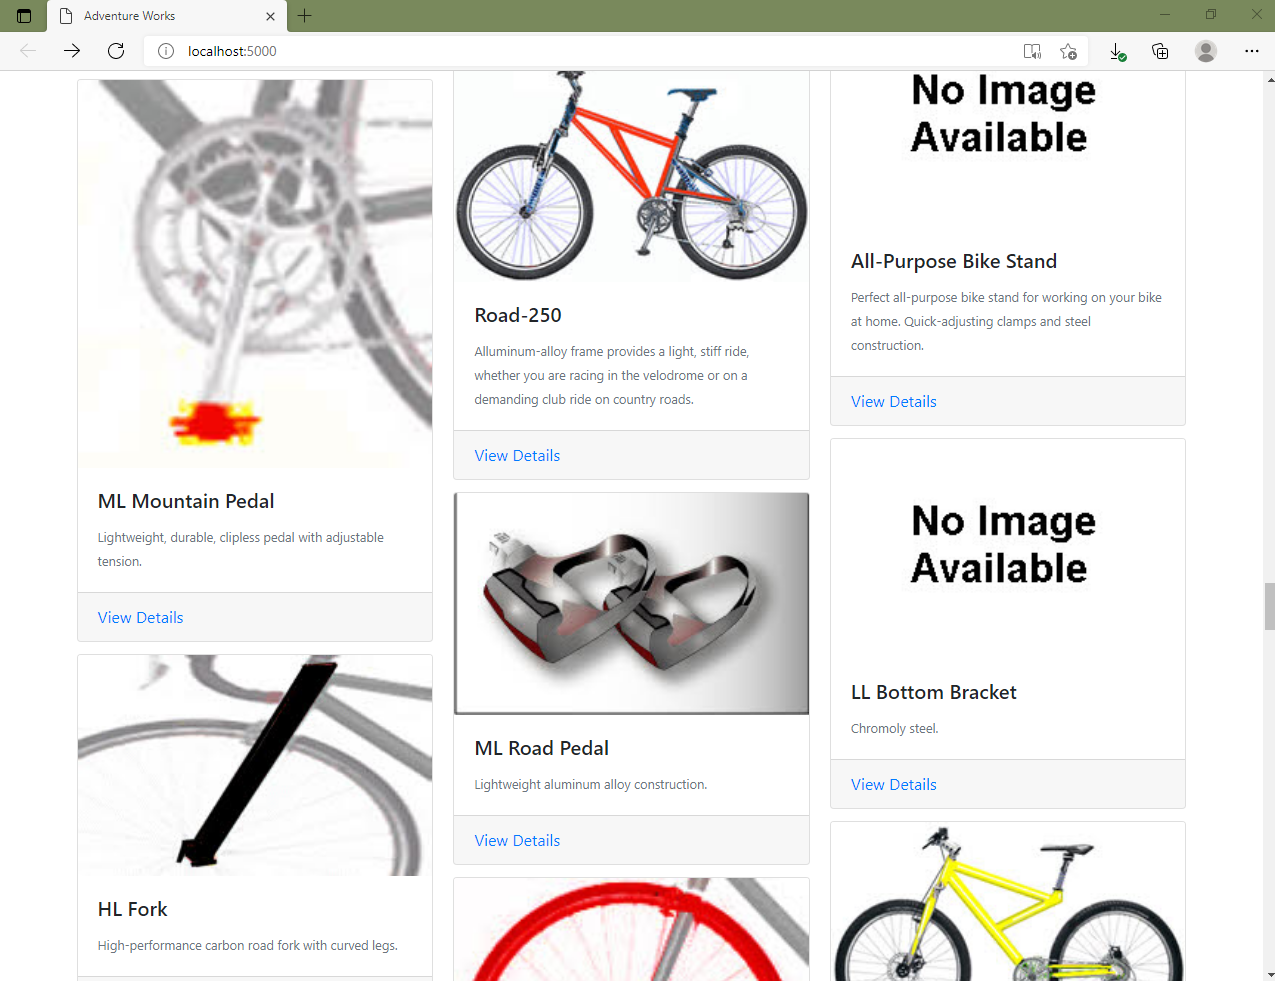 Adventure Works
localhost:5000
ML Mountain Pedal
Lightweight, durable, clipless pedal with adjustable
tension.
View Details
HL Fork
High-performance carbon road fork with curved legs.
Road-250
Alluminum-alloy frame provides a light, stiff ride,
whether you are racing in the velodrome or on a
demanding club ride on country roads.
View Details
ML Road Pedal
Lightweight aluminum alloy construction.
View Details
No Image
Available
All-Purpose Bike Stand
Perfect all-purpose bike stand for working on your bike
at home. Quick-adjusting clamps and steel
construction.
View Details
No Image
Available
LL Bottom Bracket
Chromoly steel.
View Details